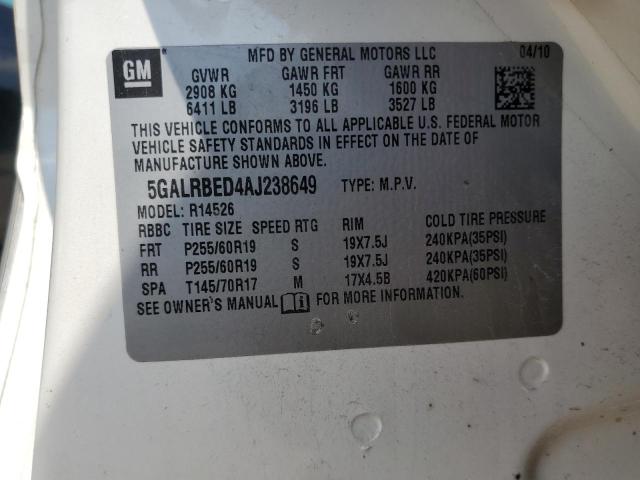 GM
MFD BY GENERAL MOTORS LLC 04/10
GVWR GAWR FRT GAWR RR
2908 KG 1450 KG 1600 KG
6411 LB 3196 LB 3527 LB
THIS VEHICLE CONFORMS TO ALL APPLICABLE U.S. FEDERAL MOTOR
VEHICLE SAFETY STANDARDS IN EFFECT ON THE DATE OF
MANUFACTURE SHOWN ABOVE.
5GALRBED4AJ238649 TYPE: M.P.V.
MODEL: R14526
RBBC TIRE SIZE SPEED RTG RIM COLD TIRE PRESSURE
FRT P255/60R19 S 19X7.5J 240KPA(35PSI)
RR P255/60R19 S 19X7.5J 240KPA(35PSI)
SPA T145/70R17 M 17X4.5B 420KPA(60PSI)
SEE OWNER'S MANUAL FOR MORE INFORMATION.